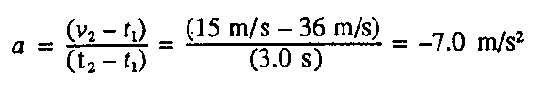 a = (v₂ – t₁) / (t₂ – t₁) = (15 m/s – 36 m/s) / (3.0 s) = –7.0 m/s²